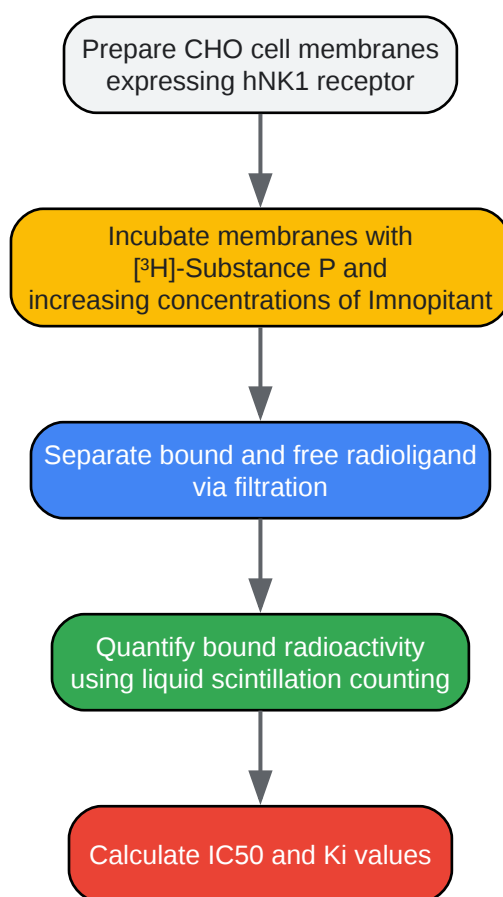 Prepare CHO cell membranes
expressing hNK1 receptor
Incubate membranes with
[³H]-Substance P and
increasing concentrations of Imnopitant
Separate bound and free radioligand
via filtration
Quantify bound radioactivity
using liquid scintillation counting
Calculate IC50 and Ki values